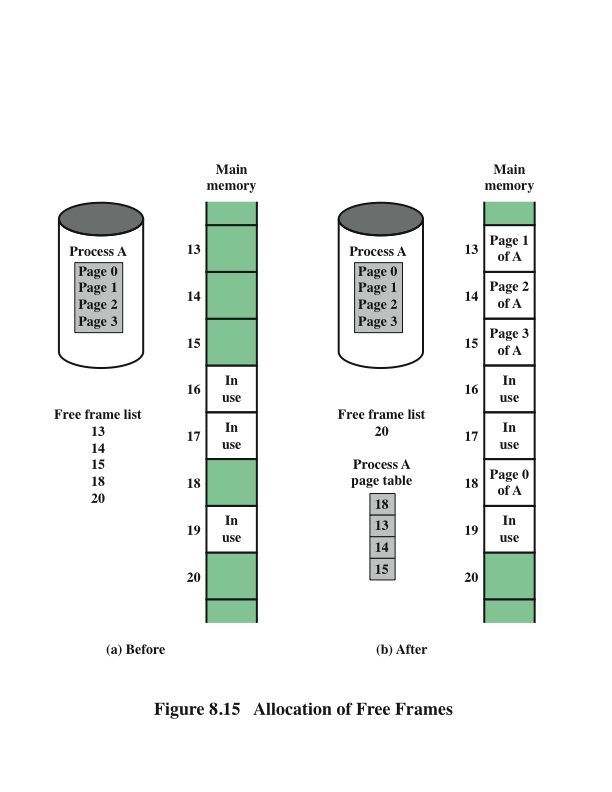 Main
memory
Process A
Page 0
Page 1
Page 2
Page 3
Free frame list
13
14
15
18
20
13
14
15
16
17
18
19
20
In
use
In
use
In
use
(a) Before
Main
memory
Process A
Page 0
Page 1
Page 2
Page 3
Free frame list
20
Process A
page table
18
13
14
15
13
14
15
16
17
18
19
20
Page 1
of A
Page 2
of A
Page 3
of A
In
use
In
use
Page 0
of A
In
use
(b) After
Figure 8.15 Allocation of Free Frames